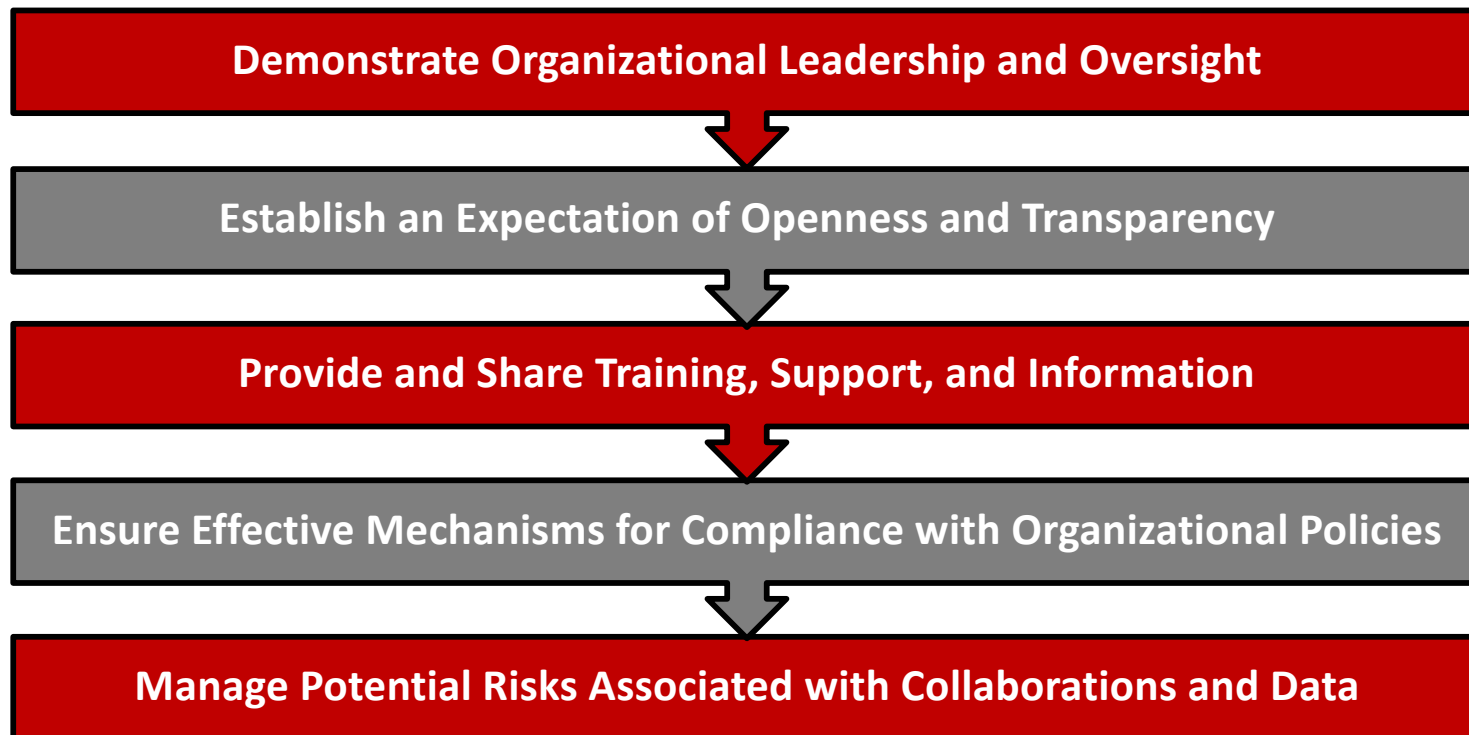 Demonstrate Organizational Leadership and Oversight
Establish an Expectation of Openness and Transparency
Provide and Share Training, Support, and Information
Ensure Effective Mechanisms for Compliance with Organizational Policies
Manage Potential Risks Associated with Collaborations and Data